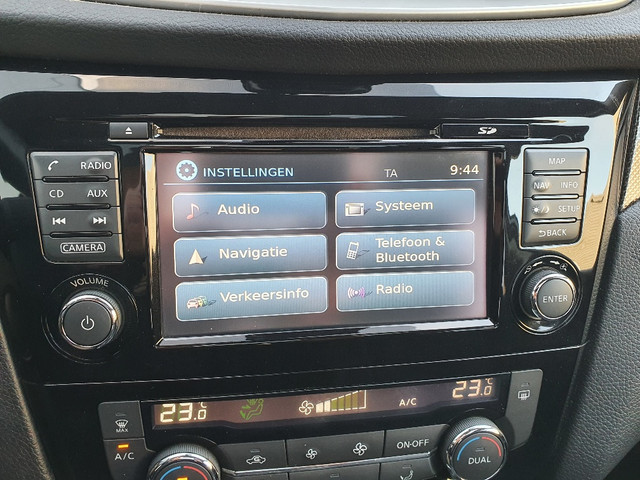 SD
RADIO
CD AUX
CAMERA
VOLUME
INSTELLINGEN TA 9:44
Audio
Systeem
Navigatie
Telefoon &
Bluetooth
Verkeersinfo
Radio
MAP
NAV INFO
SETUP
BACK
ENTER
23.0°C A/C 23.0°C
MAX
A/C
ON·OFF
DUAL